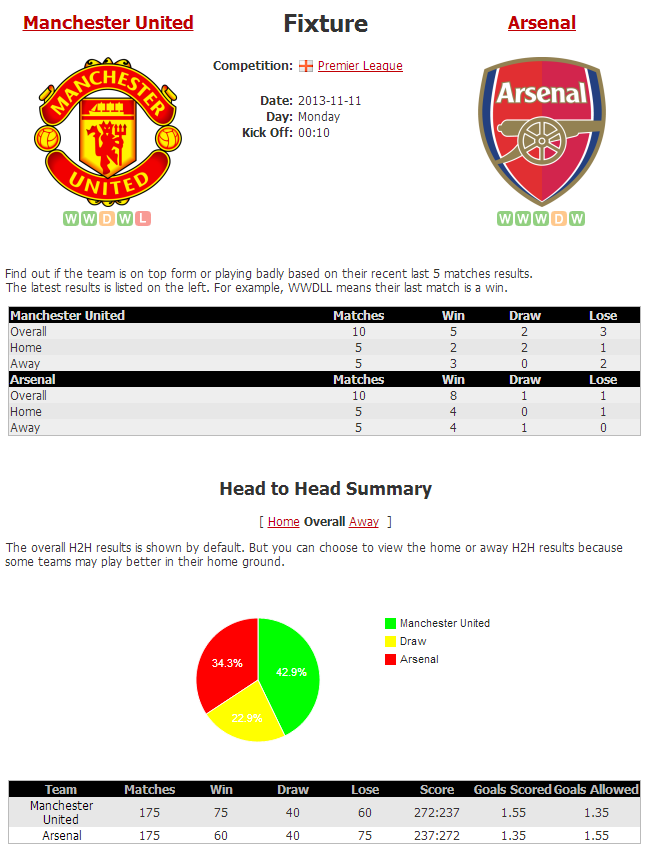 Manchester United
Fixture
Arsenal
Competition: Premier League
Date: 2013-11-11
Day: Monday
Kick Off: 00:10
MANCHESTER
UNITED
Arsenal
W W D W L
W W W D W
Find out if the team is on top form or playing badly based on their recent last 5 matches results.
The latest results is listed on the left. For example, WWDLL means their last match is a win.
Manchester United Matches Win Draw Lose
Overall 10 5 2 3
Home 5 2 2 1
Away 5 3 0 2
Arsenal Matches Win Draw Lose
Overall 10 8 1 1
Home 5 4 0 1
Away 5 4 1 0
Head to Head Summary
[ Home Overall Away ]
The overall H2H results is shown by default. But you can choose to view the home or away H2H results because
some teams may play better in their home ground.
Manchester United
Draw
Arsenal
34.3%
42.9%
22.9%
Team Matches Win Draw Lose Score Goals Scored Goals Allowed
Manchester
United 175 75 40 60 272:237 1.55 1.35
Arsenal 175 60 40 75 237:272 1.35 1.55